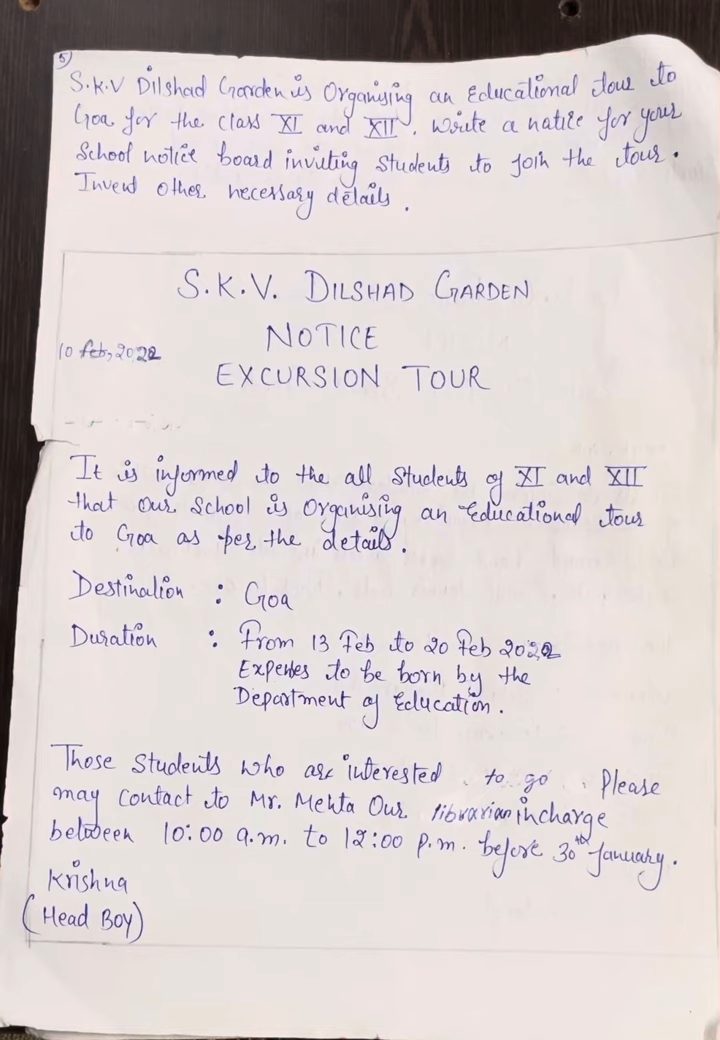 5)
S.K.V Dilshad Garden is Organising an Educational tour to
Goa for the class XI and XII. Write a notice for your
School notice board inviting Students to join the tour.
Invent other necessary details.
S.K.V. DILSHAD GARDEN
NOTICE
10 feb, 2022
EXCURSION TOUR
It is informed to the all Students of XI and XII
that our School is Organising an Educational tour
to Goa as per the details.
Destination : Goa
Duration : From 13 Feb to 20 Feb 2022
Expenes to be born by the
Department of Education.
Those Students who are interested to go. Please
may contact to Mr. Mehta Our librarian incharge
between 10:00 a.m. to 12:00 p.m. before 30th January.
Krishna
(Head Boy)